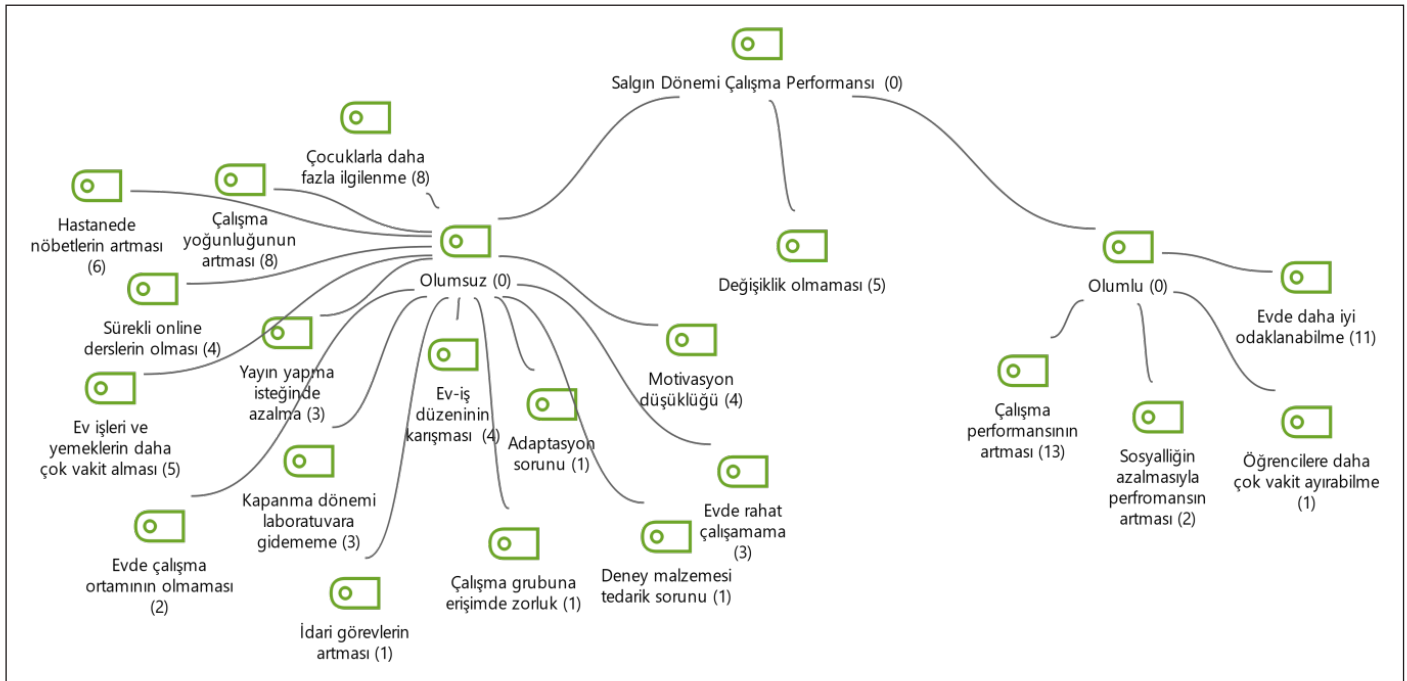 Salgın Dönemi Çalışma Performansı (0)
Çocuklarla daha
fazla ilgilenme (8)
Hastanede
nöbetlerin artması
(6)
Çalışma
yoğunluğunun
artması (8)
Olumsuz (0)
Değişiklik olmaması (5)
Olumlu (0)
Sürekli online
derslerin olması (4)
Evde daha iyi
odaklanabilme (11)
Yayın yapma
isteğinde
azalma (3)
Ev-iş
düzeninin
karışması (4)
Motivasyon
düşüklüğü (4)
Ev işleri ve
yemeklerin daha
çok vakit alması (5)
Adaptasyon
sorunu (1)
Çalışma
performansının
artması (13)
Sosyalliğin
azalmasıyla
perfromansın
artması (2)
Öğrencilere daha
çok vakit ayırabilme
(1)
Kapanma dönemi
laboratuvara
gidememe (3)
Evde rahat
çalışamama
(3)
Evde çalışma
ortamının olmaması
(2)
Çalışma grubuna
erişimde zorluk (1)
Deney malzemesi
tedarik sorunu (1)
İdari görevlerin
artması (1)